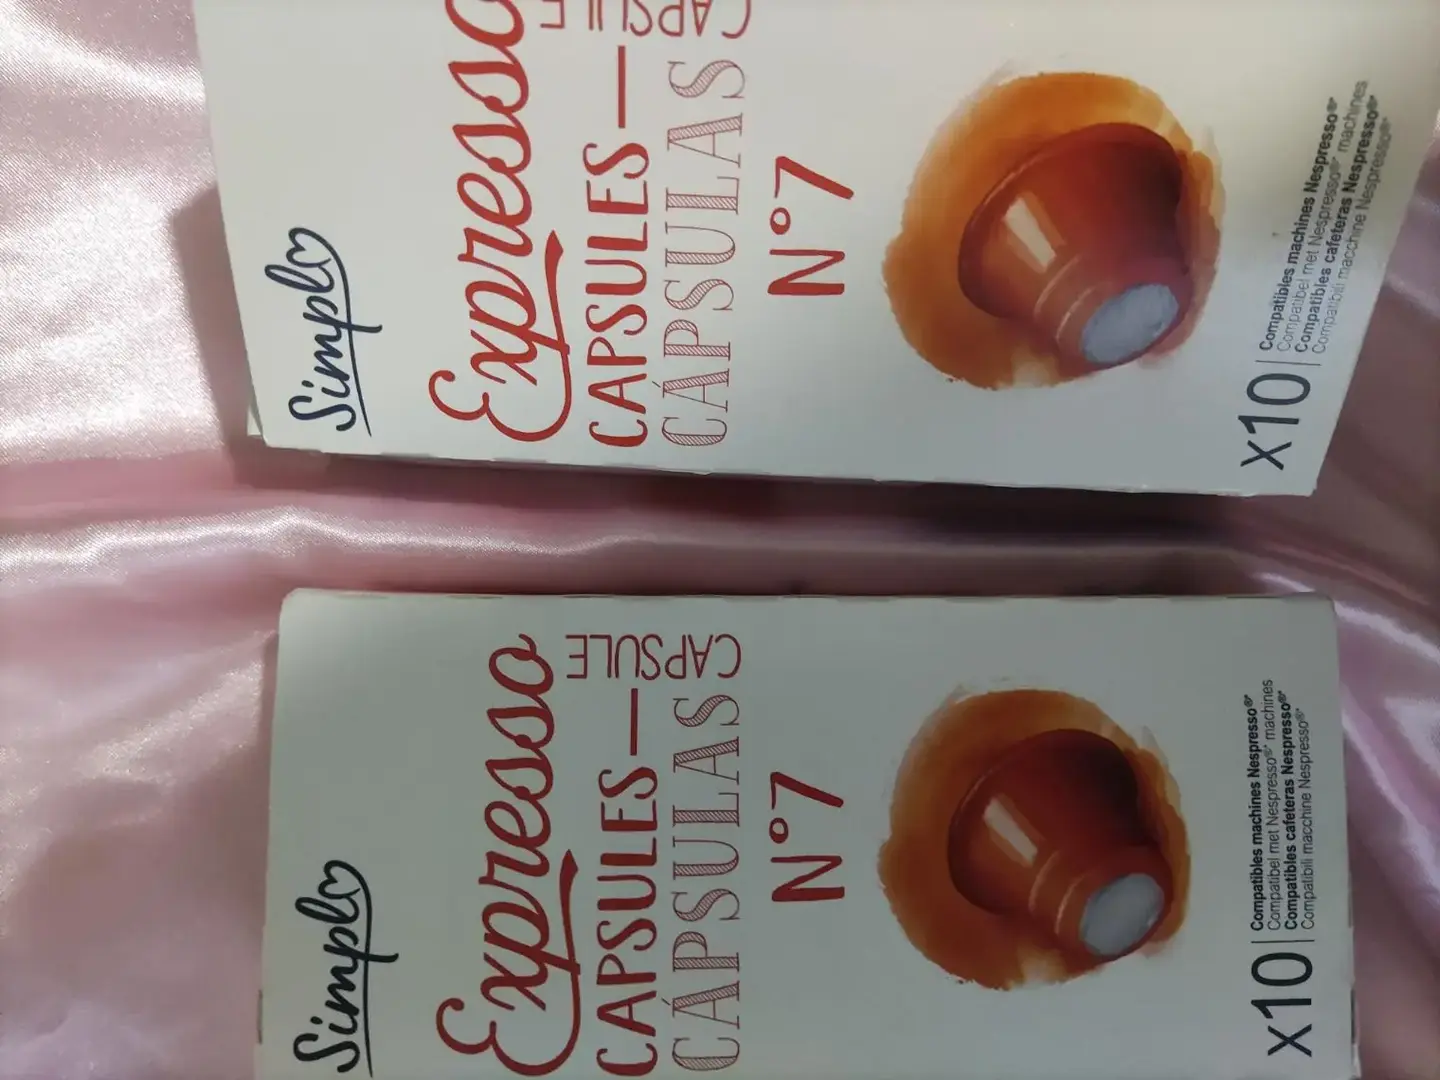 Simpl
Expresso
CAPSULES
CAPSULE
CÁPSULAS
N°7
X10
Compatibles machines Nespresso®*
Compatibel met Nespresso®* machines
Compatibles cafeteras Nespresso®*
Compatibili macchine Nespresso®*
Simpl
Expresso
CAPSULES
CAPSULE
CÁPSULAS
N°7
X10
Compatibles machines Nespresso®*
Compatibel met Nespresso®* machines
Compatibles cafeteras Nespresso®*
Compatibili macchine Nespresso®*